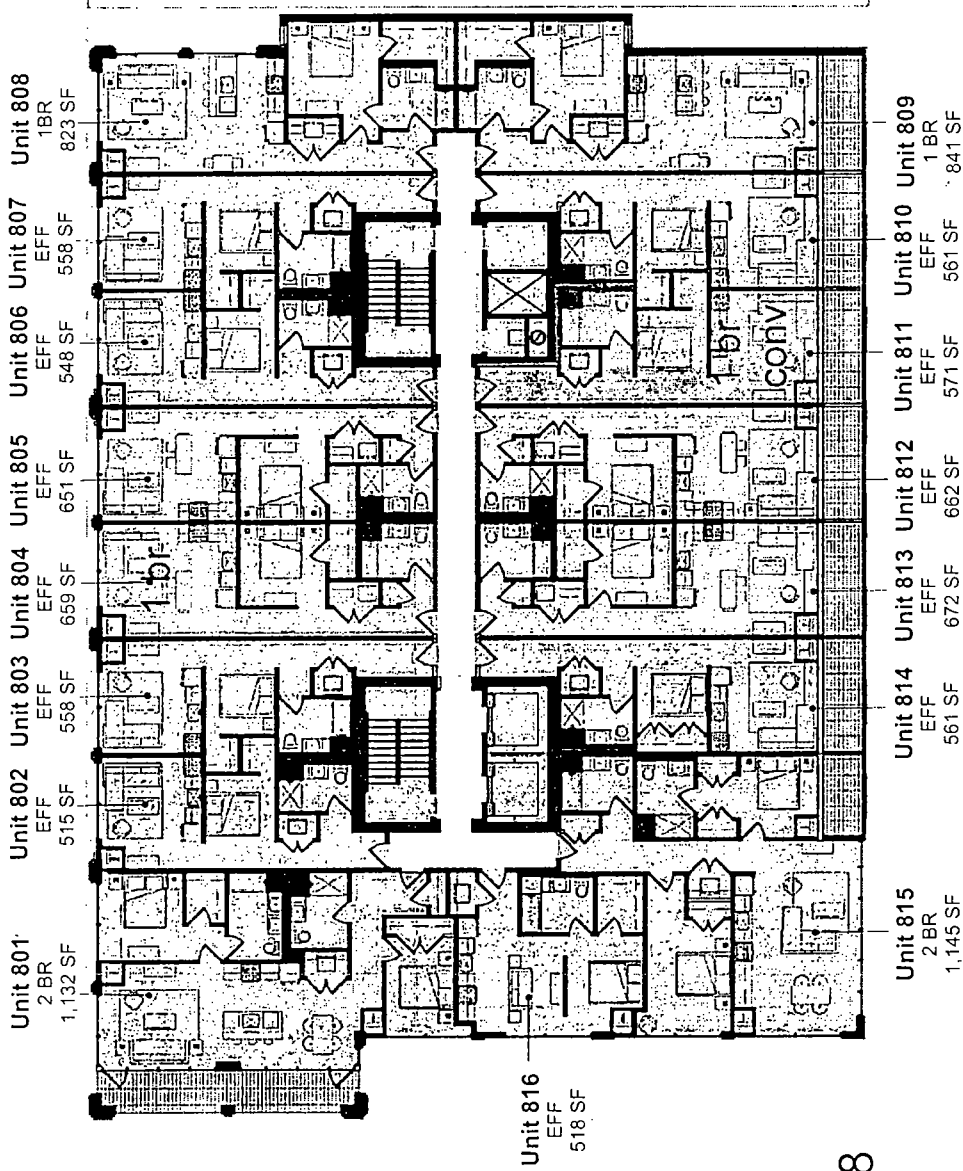 Unit 801
2 BR
1,132 SF
Unit 802
EFF
515 SF
Unit 803
EFF
558 SF
Unit 804
EFF
659 SF
Unit 805
EFF
651 SF
Unit 806
EFF
548 SF
Unit 807
EFF
558 SF
Unit 808
1BR
823 SF
1 br
1 br
conv
Unit 816
EFF
518 SF
Unit 815
2 BR
1,145 SF
Unit 814
EFF
561 SF
Unit 813
EFF
672 SF
Unit 812
EFF
662 SF
Unit 811
EFF
571 SF
Unit 810
EFF
561 SF
Unit 809
1 BR
841 SF
8